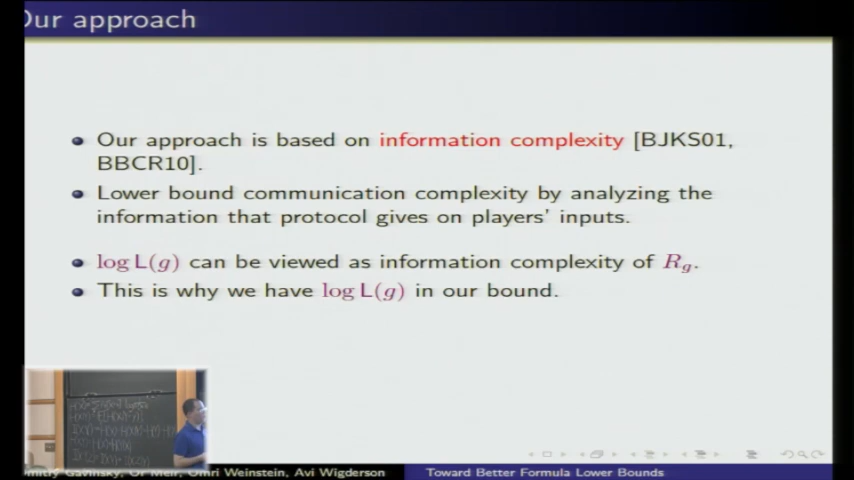 Our approach
Our approach is based on information complexity [BJKS01,
BBCR10].
Lower bound communication complexity by analyzing the
information that protocol gives on players' inputs.
log L(g) can be viewed as information complexity of R_g.
This is why we have log L(g) in our bound.
Dmitry Gavinsky, Or Meir, Omri Weinstein, Avi Wigderson
Toward Better Formula Lower Bounds